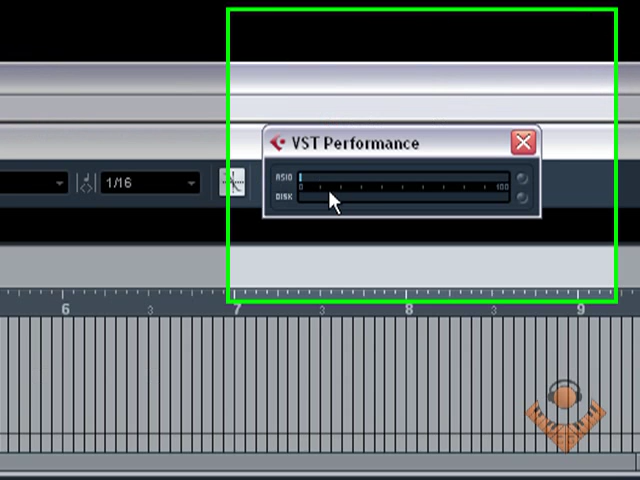 VST Performance
ASIO
0 100
DISK
1/16
6 3 7 3 8 3 9